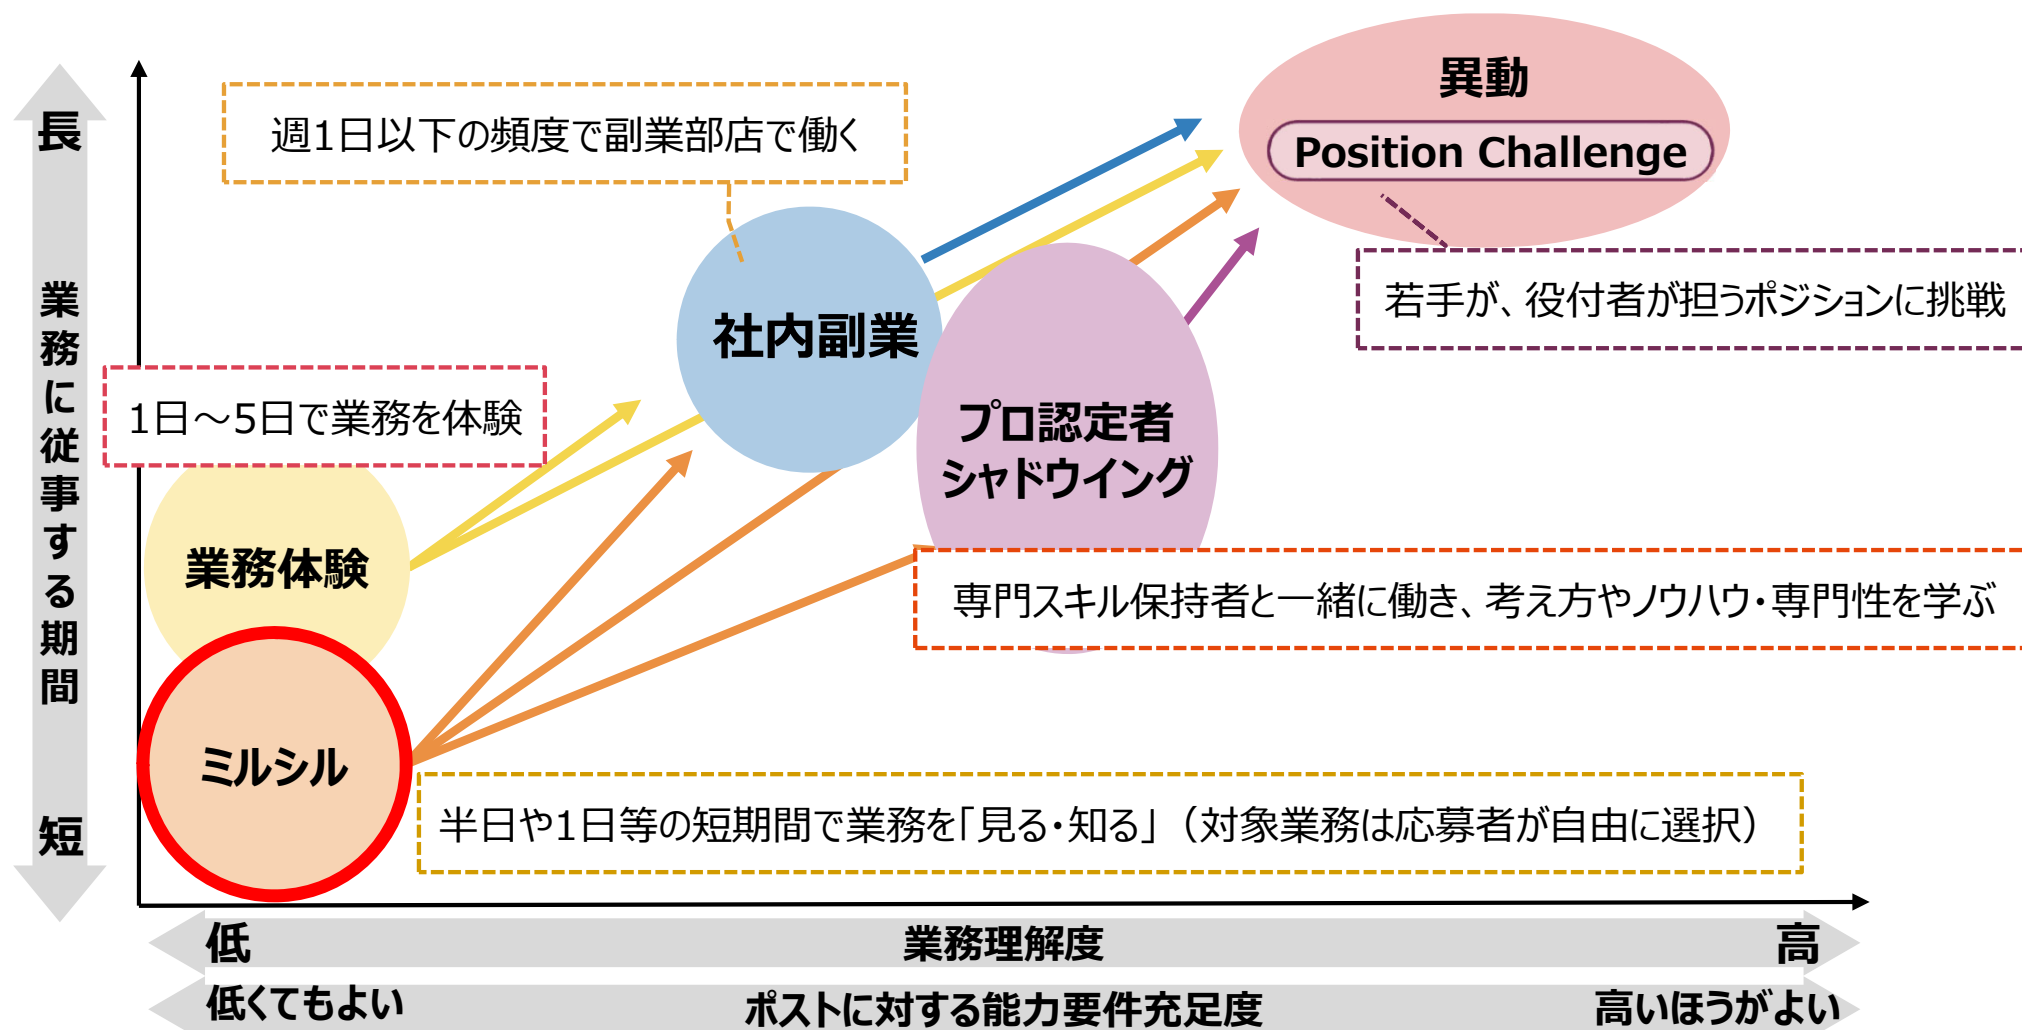 異動
Position Challenge
週1日以下の頻度で副業部店で働く
長
業務に従事する期間
短
若手が、役付者が担うポジションに挑戦
社内副業
1日～5日で業務を体験
プロ認定者
シャドウイング
業務体験
専門スキル保持者と一緒に働き、考え方やノウハウ・専門性を学ぶ
ミルシル
半日や1日等の短期間で業務を「見る・知る」（対象業務は応募者が自由に選択）
低 業務理解度 高
低くてもよい ポストに対する能力要件充足度 高いほうがよい